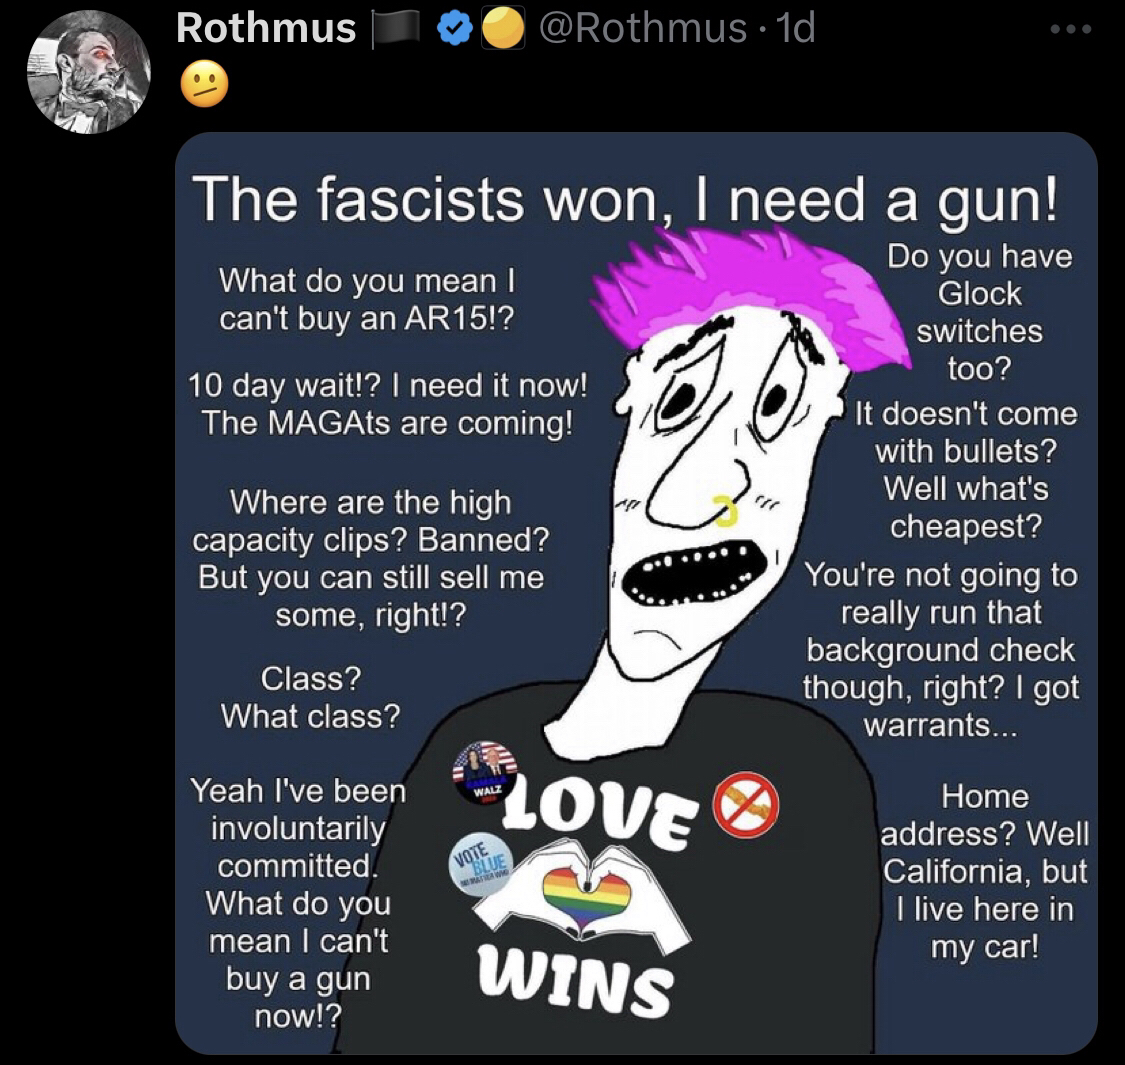 Rothmus 🏴 @Rothmus · 1d
🫤
The fascists won, I need a gun!
What do you mean I
can't buy an AR15!?
10 day wait!? I need it now!
The MAGAts are coming!
Where are the high
capacity clips? Banned?
But you can still sell me
some, right!?
Class?
What class?
Yeah I've been
involuntarily
committed.
What do you
mean I can't
buy a gun
now!?
Do you have
Glock
switches
too?
It doesn't come
with bullets?
Well what's
cheapest?
You're not going to
really run that
background check
though, right? I got
warrants...
Home
address? Well
California, but
I live here in
my car!
WALZ
LOVE
VOTE
BLUE
NO MATTER WHO
WINS